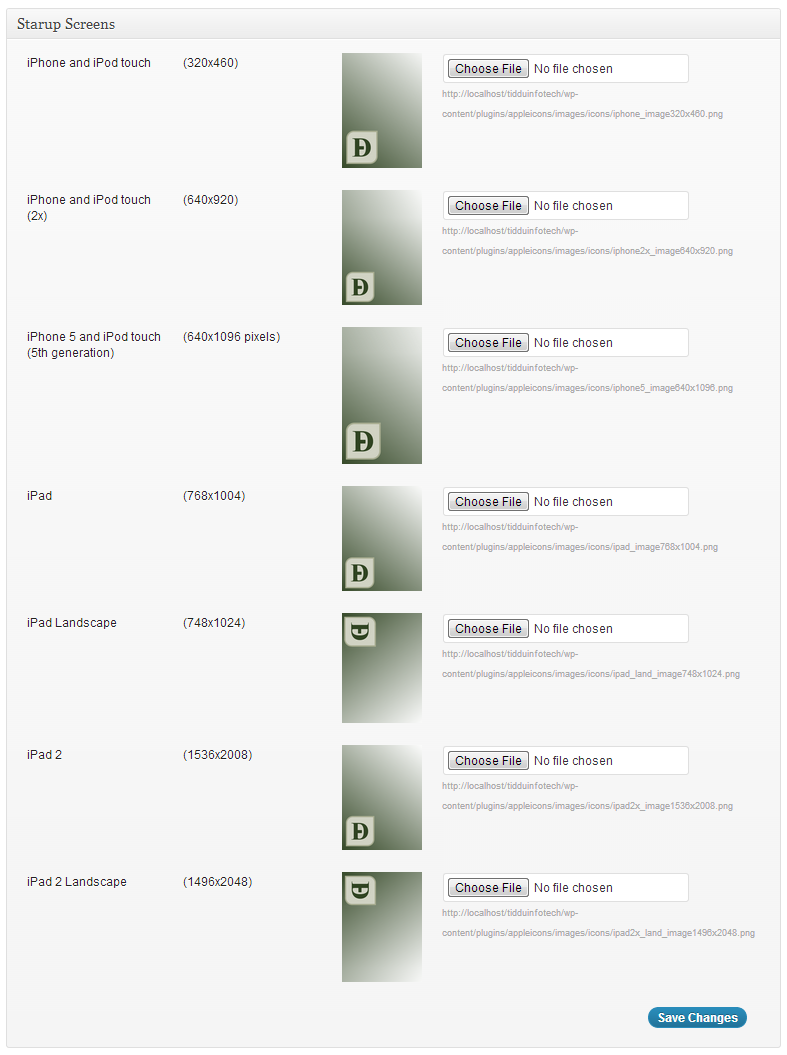 Starup Screens
iPhone and iPod touch (320x460) Choose File No file chosen
http://localhost/tidduinfotech/wp-
content/plugins/appleicons/images/icons/iphone_image320x460.png
Ð
iPhone and iPod touch (640x920) Choose File No file chosen
(2x)
http://localhost/tidduinfotech/wp-
content/plugins/appleicons/images/icons/iphone2x_image640x920.png
Ð
iPhone 5 and iPod touch (640x1096 pixels) Choose File No file chosen
(5th generation)
http://localhost/tidduinfotech/wp-
content/plugins/appleicons/images/icons/iphone5_image640x1096.png
Ð
iPad (768x1004) Choose File No file chosen
http://localhost/tidduinfotech/wp-
content/plugins/appleicons/images/icons/ipad_image768x1004.png
Ð
iPad Landscape (748x1024) Choose File No file chosen
Ð
http://localhost/tidduinfotech/wp-
content/plugins/appleicons/images/icons/ipad_land_image748x1024.png
iPad 2 (1536x2008) Choose File No file chosen
http://localhost/tidduinfotech/wp-
content/plugins/appleicons/images/icons/ipad2x_image1536x2008.png
Ð
iPad 2 Landscape (1496x2048) Choose File No file chosen
Ð
http://localhost/tidduinfotech/wp-
content/plugins/appleicons/images/icons/ipad2x_land_image1496x2048.png
Save Changes